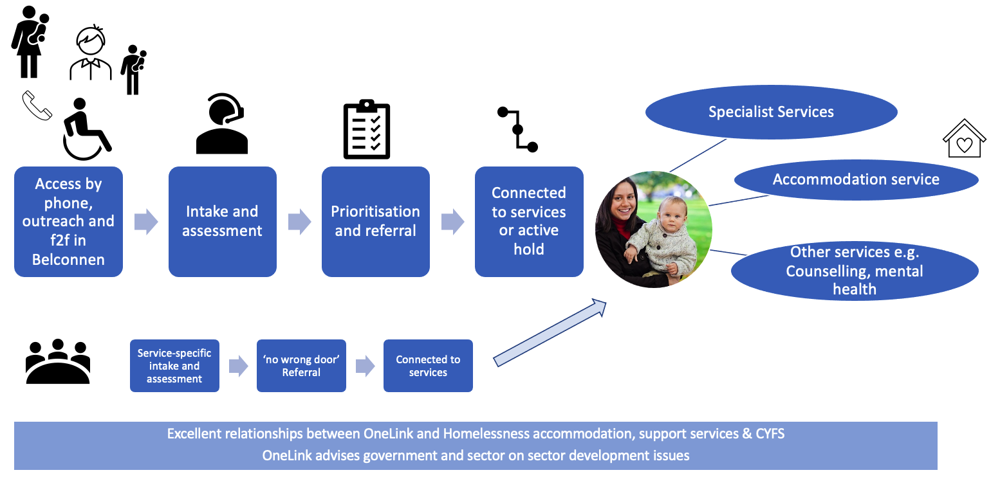 Access by
phone,
outreach and
f2f in
Belconnen
Intake and
assessment
Prioritisation
and referral
Connected
to services
or active
hold
Specialist Services
Accommodation service
Other services e.g.
Counselling, mental
health
Service-specific
intake and
assessment
‘no wrong door’
Referral
Connected to
services
Excellent relationships between OneLink and Homelessness accommodation, support services & CYFS
OneLink advises government and sector on sector development issues